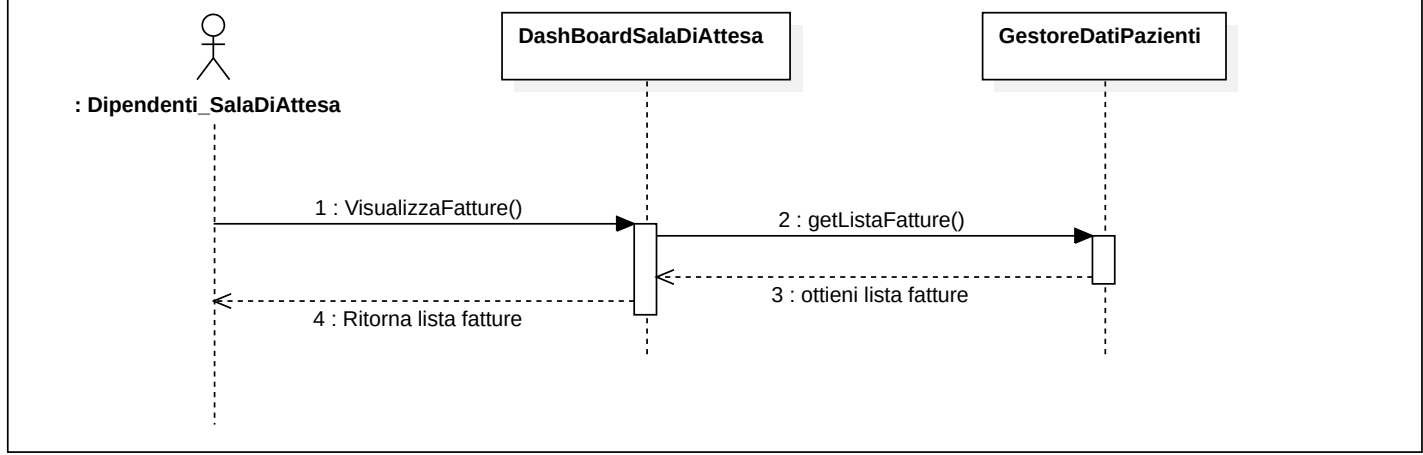 DashBoardSalaDiAttesa
GestoreDatiPazienti
: Dipendenti_SalaDiAttesa
1 : VisualizzaFatture()
2 : getListaFatture()
3 : ottieni lista fatture
4 : Ritorna lista fatture